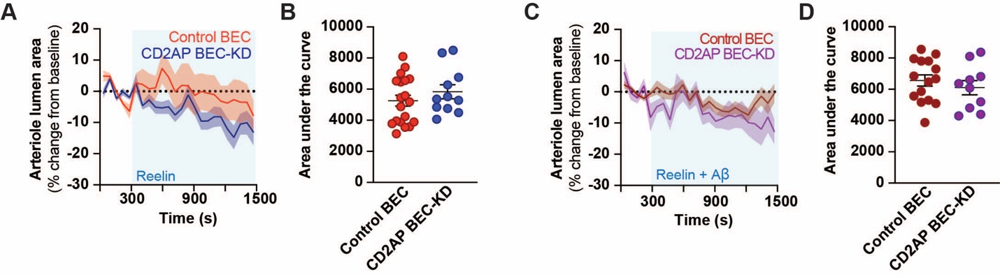 A
Arteriole lumen area
(% change from baseline)
20
10
0
-10
-20
-30
Control BEC
CD2AP BEC-KD
Reelin
300
900
1500
Time (s)
B
Area under the curve
10000
8000
6000
4000
2000
0
Control BEC
CD2AP BEC-KD
C
Arteriole lumen area
(% change from baseline)
20
10
0
-10
-20
-30
Control BEC
CD2AP BEC-KD
Reelin + Aβ
300
900
1500
Time (s)
D
Area under the curve
10000
8000
6000
4000
2000
0
Control BEC
CD2AP BEC-KD